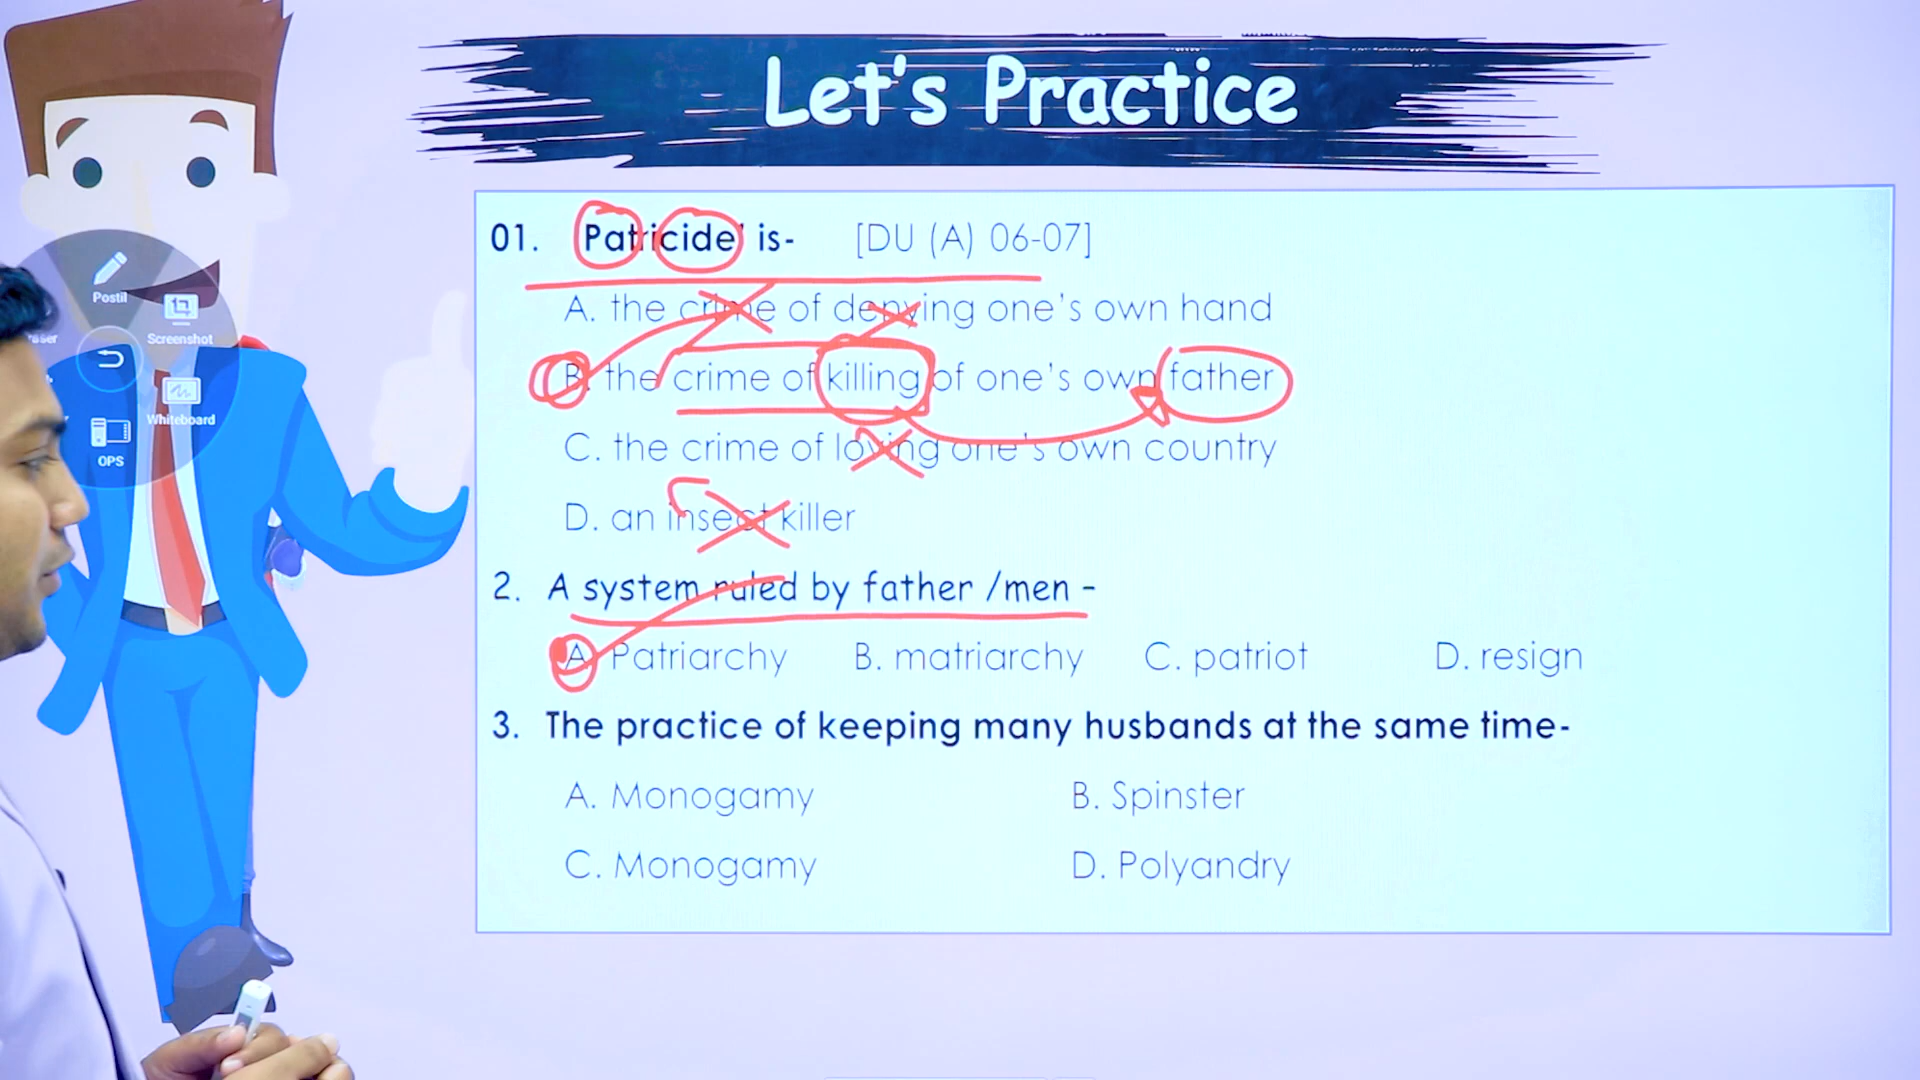 Let's Practice
01. 'Patricide' is- [DU (A) 06-07]
A. the crime of denying one's own hand
B. the crime of killing of one's own father
C. the crime of loving one's own country
D. an insect killer
2. A system ruled by father /men -
A. Patriarchy B. matriarchy C. patriot D. resign
3. The practice of keeping many husbands at the same time-
A. Monogamy B. Spinster
C. Monogamy D. Polyandry
Postil
Screenshot
Whiteboard
OPS